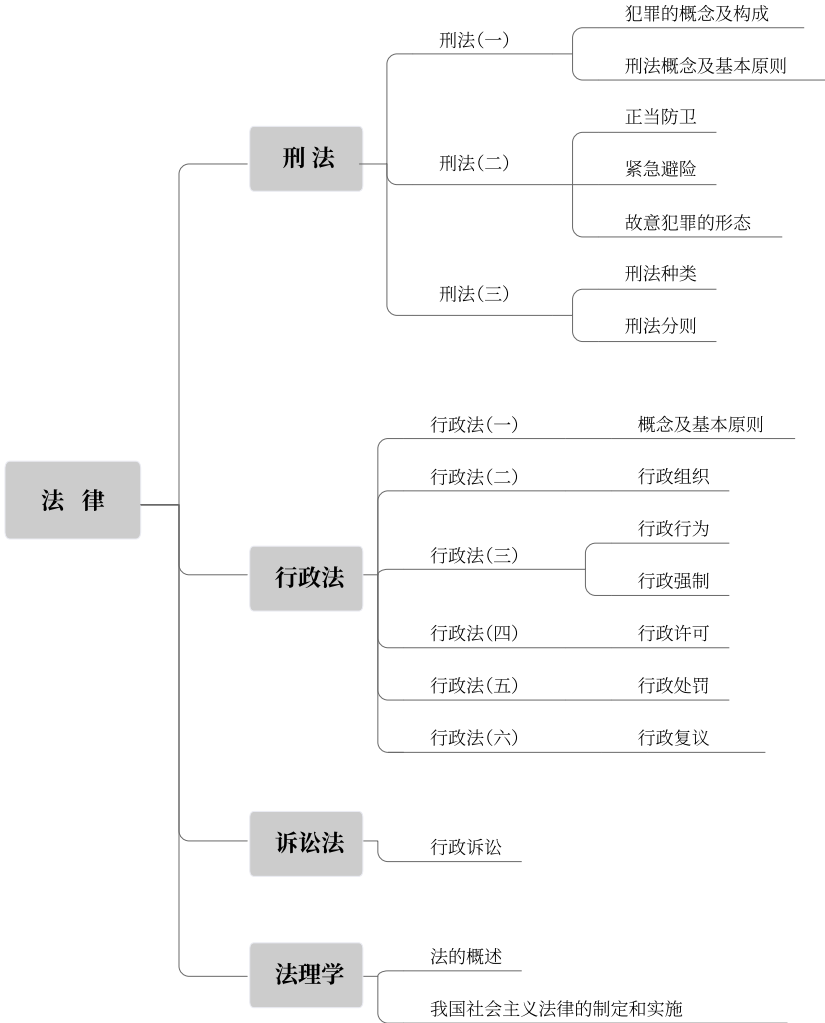 犯罪的概念及构成
刑法(一)
刑法概念及基本原则
正当防卫
刑 法
刑法(二)
紧急避险
故意犯罪的形态
刑法种类
刑法(三)
刑法分则
行政法(一)
概念及基本原则
行政法(二)
行政组织
法 律
行政行为
行政法(三)
行政法
行政强制
行政法(四)
行政许可
行政法(五)
行政处罚
行政法(六)
行政复议
诉讼法
行政诉讼
法的概述
法理学
我国社会主义法律的制定和实施